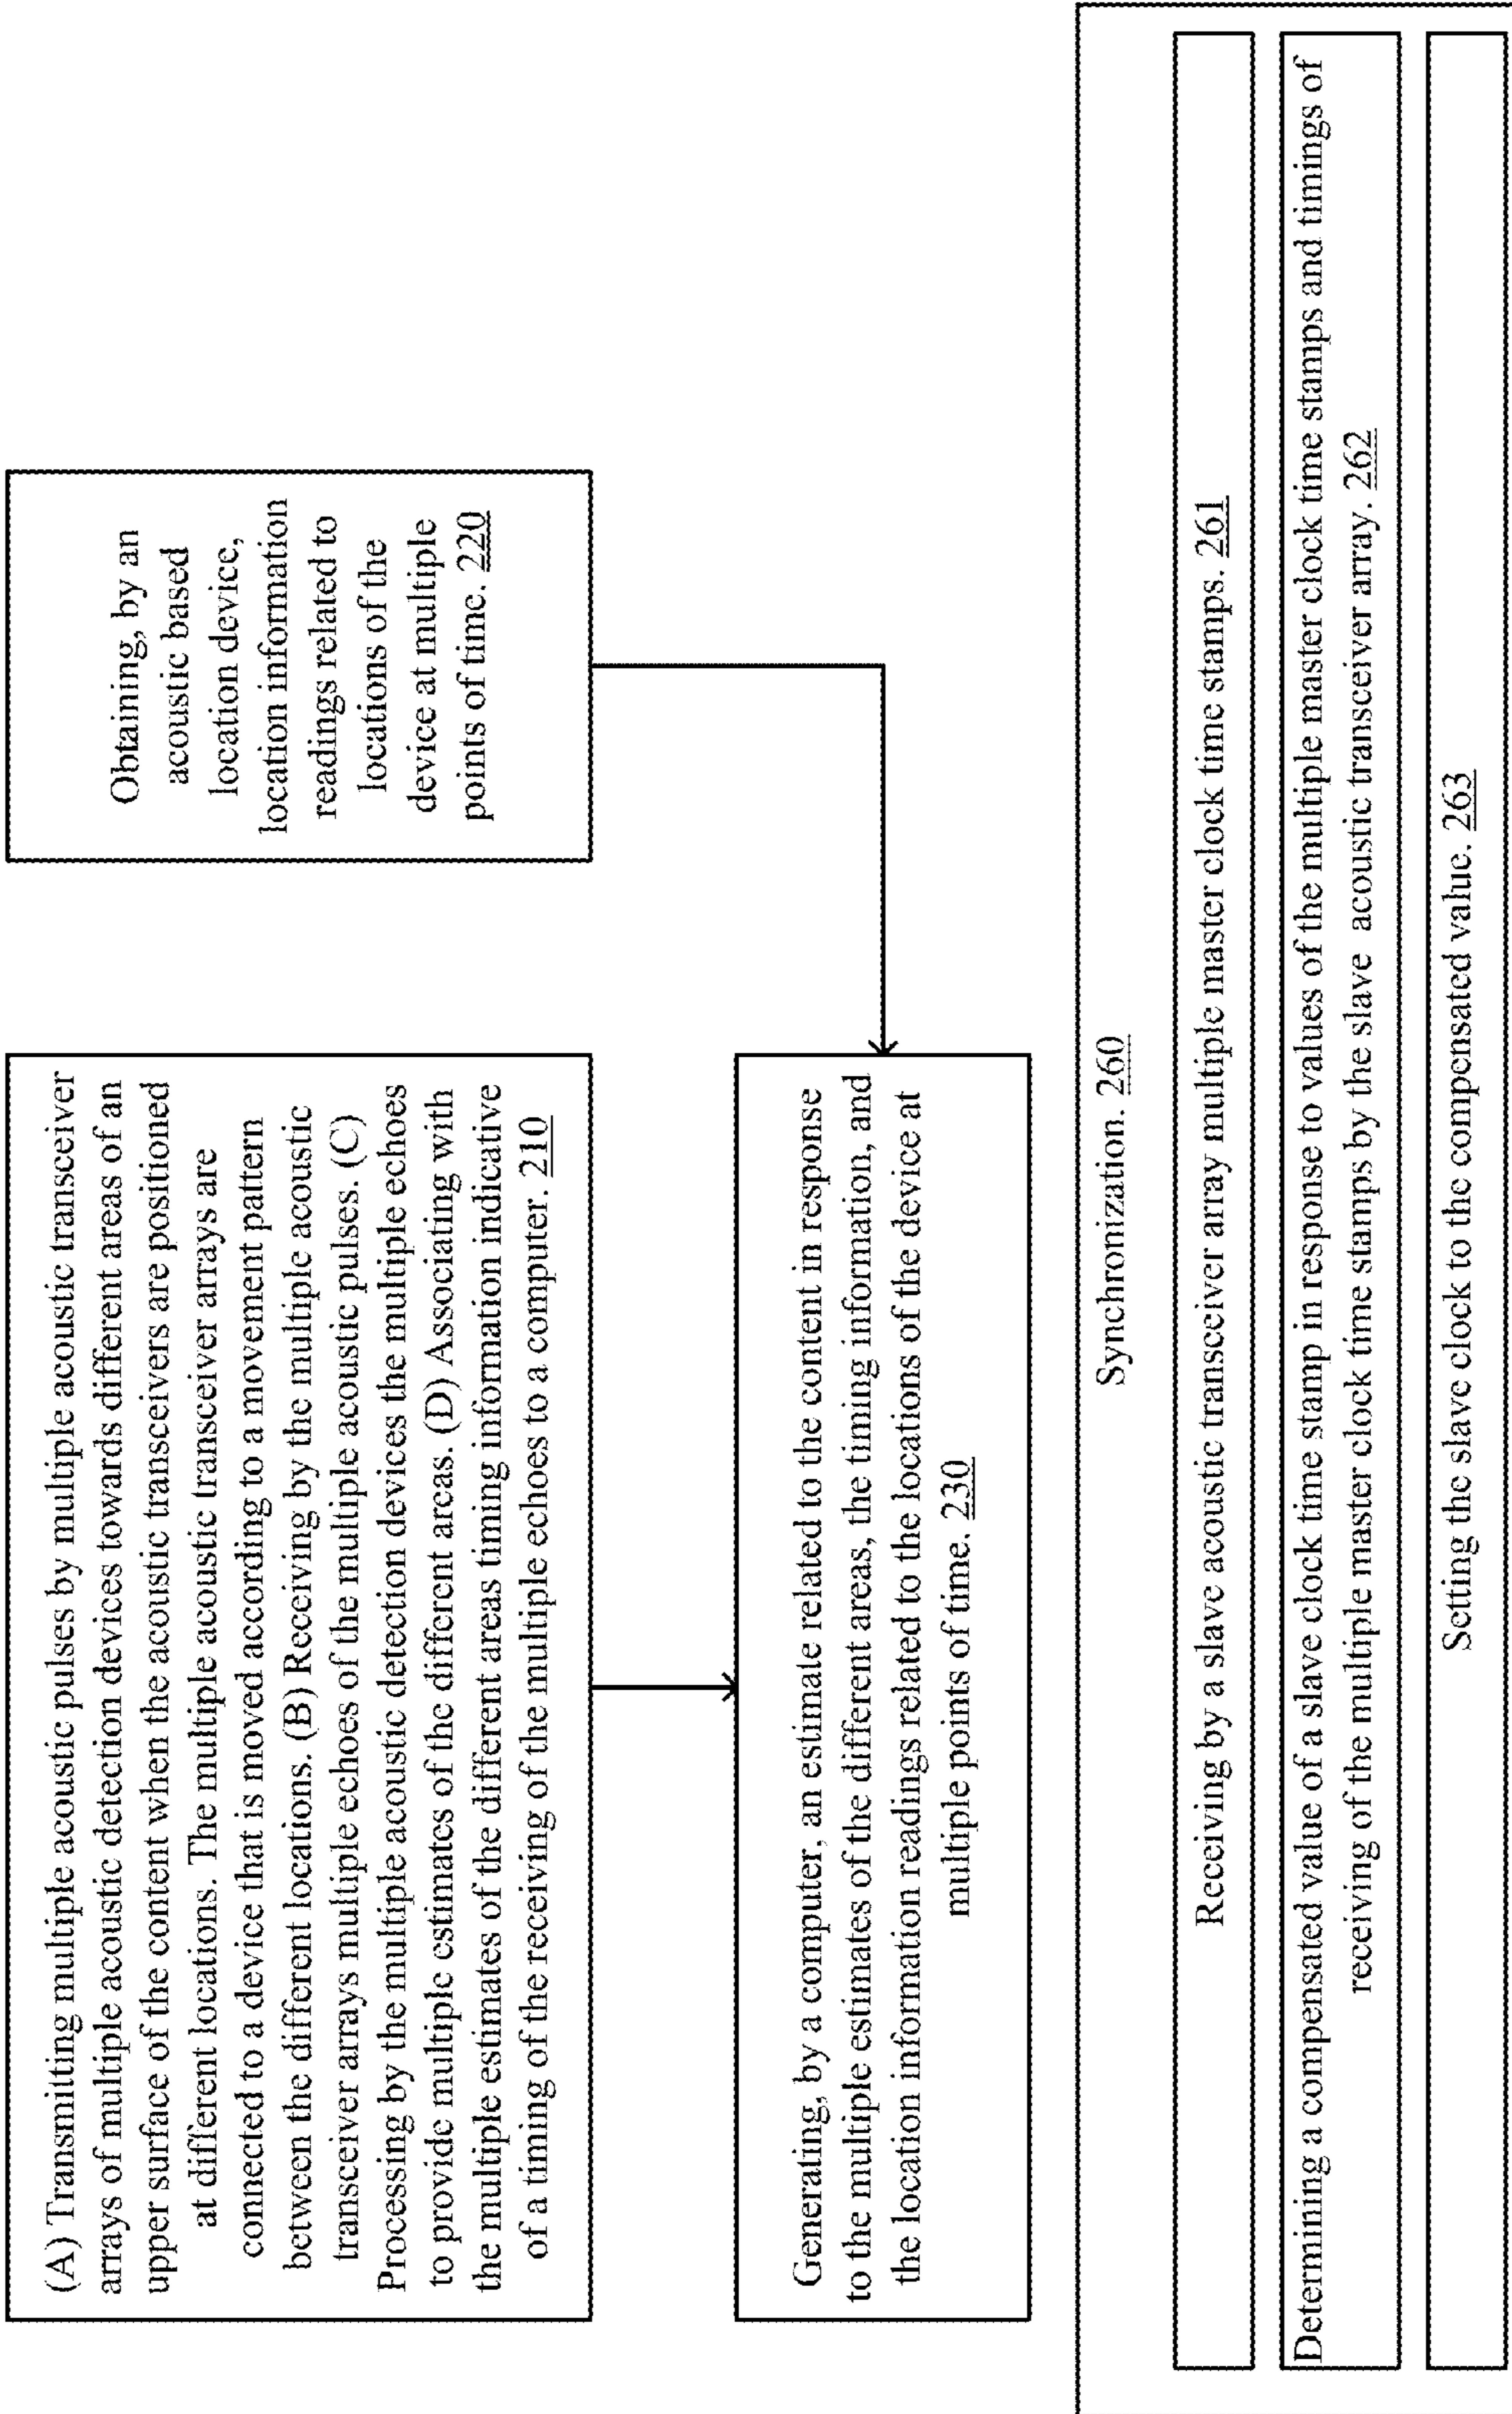 (A) Transmitting multiple acoustic pulses by multiple acoustic transceiver
arrays of multiple acoustic detection devices towards different areas of an
upper surface of the content when the acoustic transceivers are positioned
at different locations. The multiple acoustic transceiver arrays are
connected to a device that is moved according to a movement pattern
between the different locations. (B) Receiving by the multiple acoustic
transceiver arrays multiple echoes of the multiple acoustic pulses. (C)
Processing by the multiple acoustic detection devices the multiple echoes
to provide multiple estimates of the different areas. (D) Associating with
the multiple estimates of the different areas timing information indicative
of a timing of the receiving of the multiple echoes to a computer. 210
Obtaining, by an
acoustic based
location device,
location information
readings related to
locations of the
device at multiple
points of time. 220
Generating, by a computer, an estimate related to the content in response
to the multiple estimates of the different areas, the timing information, and
the location information readings related to the locations of the device at
multiple points of time. 230
Synchronization. 260
Receiving by a slave acoustic transceiver array multiple master clock time stamps. 261
Determining a compensated value of a slave clock time stamp in response to values of the multiple master clock time stamps and timings of
receiving of the multiple master clock time stamps by the slave acoustic transceiver array. 262
Setting the slave clock to the compensated value. 263